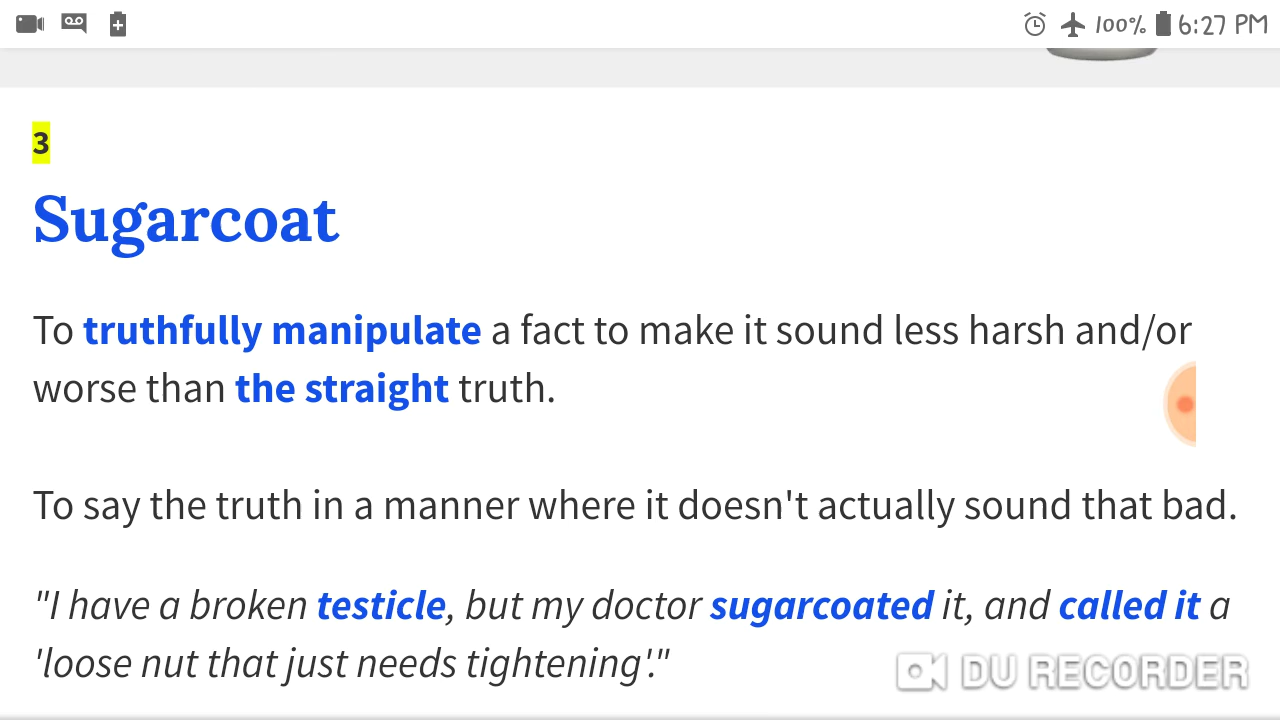 100% 6:27 PM
3
Sugarcoat
To truthfully manipulate a fact to make it sound less harsh and/or
worse than the straight truth.
To say the truth in a manner where it doesn't actually sound that bad.
"I have a broken testicle, but my doctor sugarcoated it, and called it a
'loose nut that just needs tightening'."
DU RECORDER